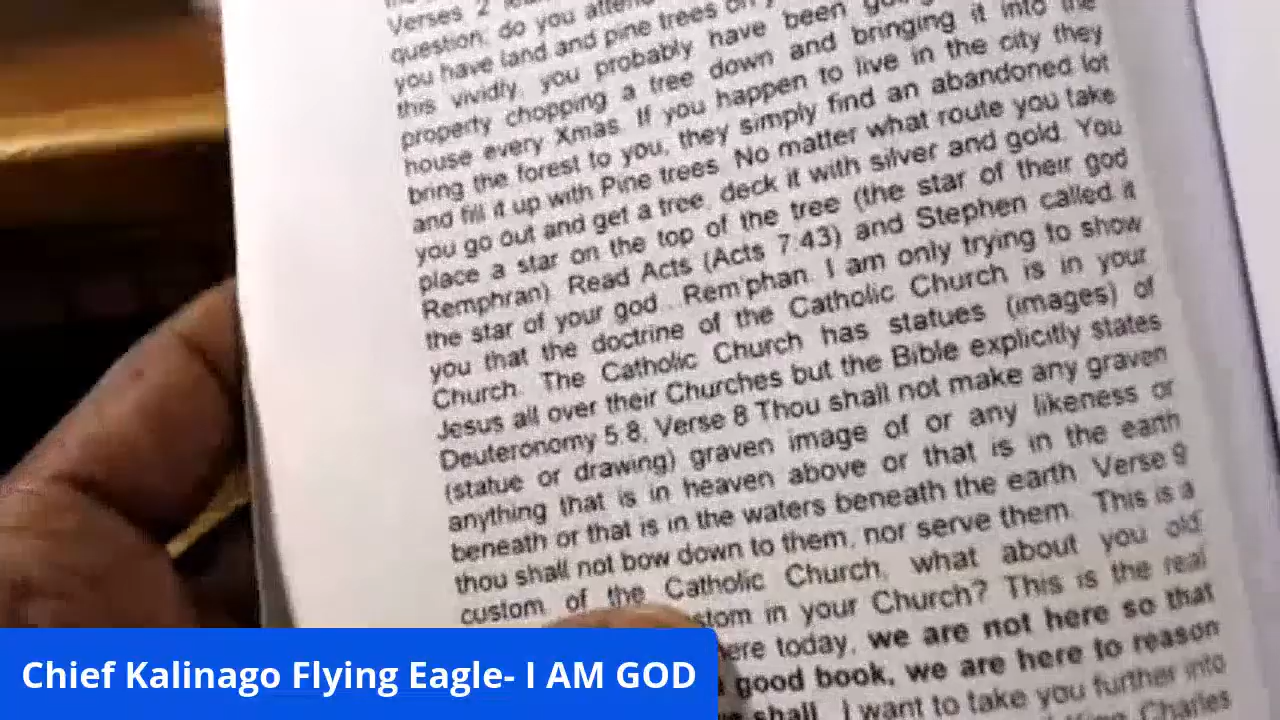 Verses 2
question, do you
you have land and pine trees
this vividly, you probably have been
property chopping a tree down and bringing it into the
house every Xmas. If you happen to live in the city they
bring the forest to you, they simply find an abandoned lot
and fill it up with Pine trees. No matter what route you take
you go out and get a tree, deck it with silver and gold. You
place a star on the top of the tree (the star of their god
Remphran). Read Acts (Acts 7:43) and Stephen called it
the star of your god. Rem'phan. I am only trying to show
you that the doctrine of the Catholic Church is in your
Church. The Catholic Church has statues (images) of
Jesus all over their Churches but the Bible explicitly states
Deuteronomy 5:8, Verse 8 Thou shall not make any graven
(statue or drawing) graven image of or any likeness or
anything that is in heaven above or that is in the earth
beneath or that is in the waters beneath the earth. Verse 9
thou shall not bow down to them, nor serve them. This is a
custom of the Catholic Church, what about you old
in your Church? This is the real
today, we are not here so that
good book, we are here to reason
shall. I want to take you further into
Charles
Chief Kalinago Flying Eagle- I AM GOD